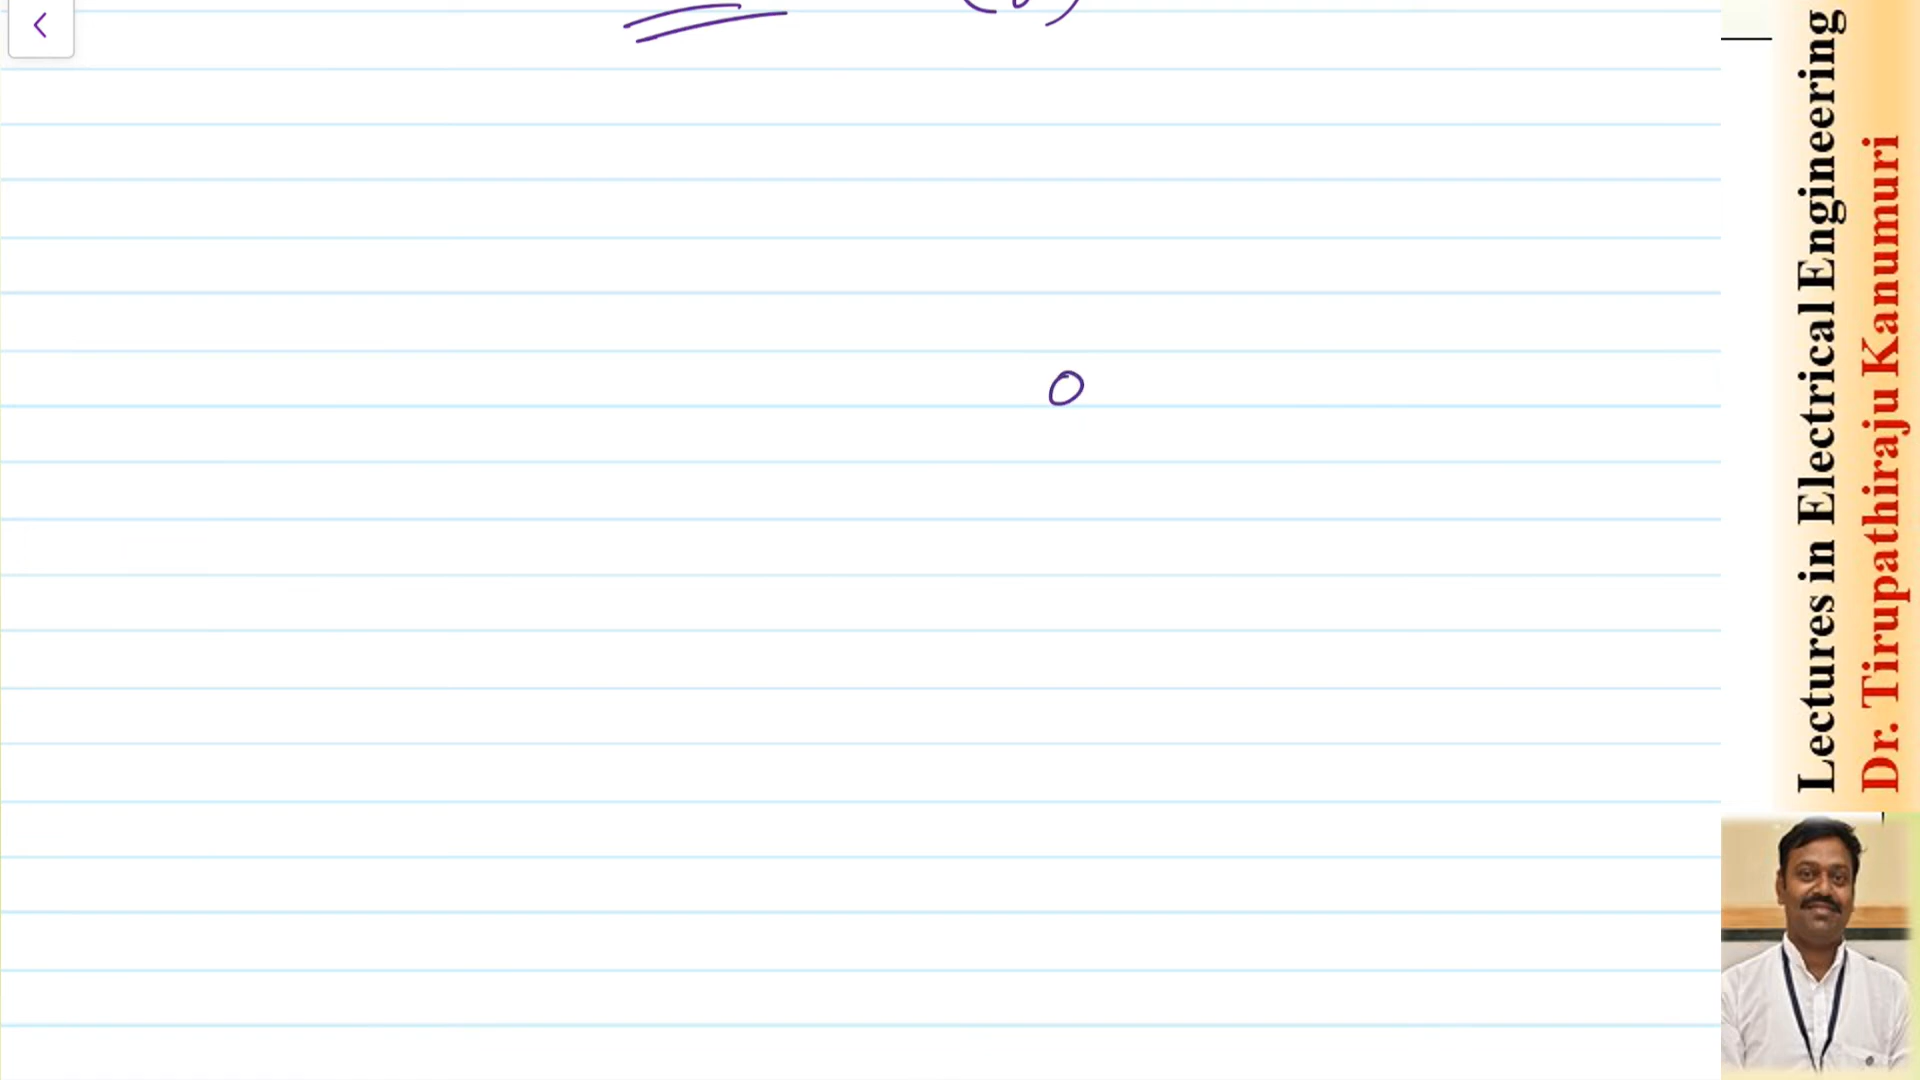 o
Lectures in Electrical Engineering
Dr. Tirupathiraju Kanumuri